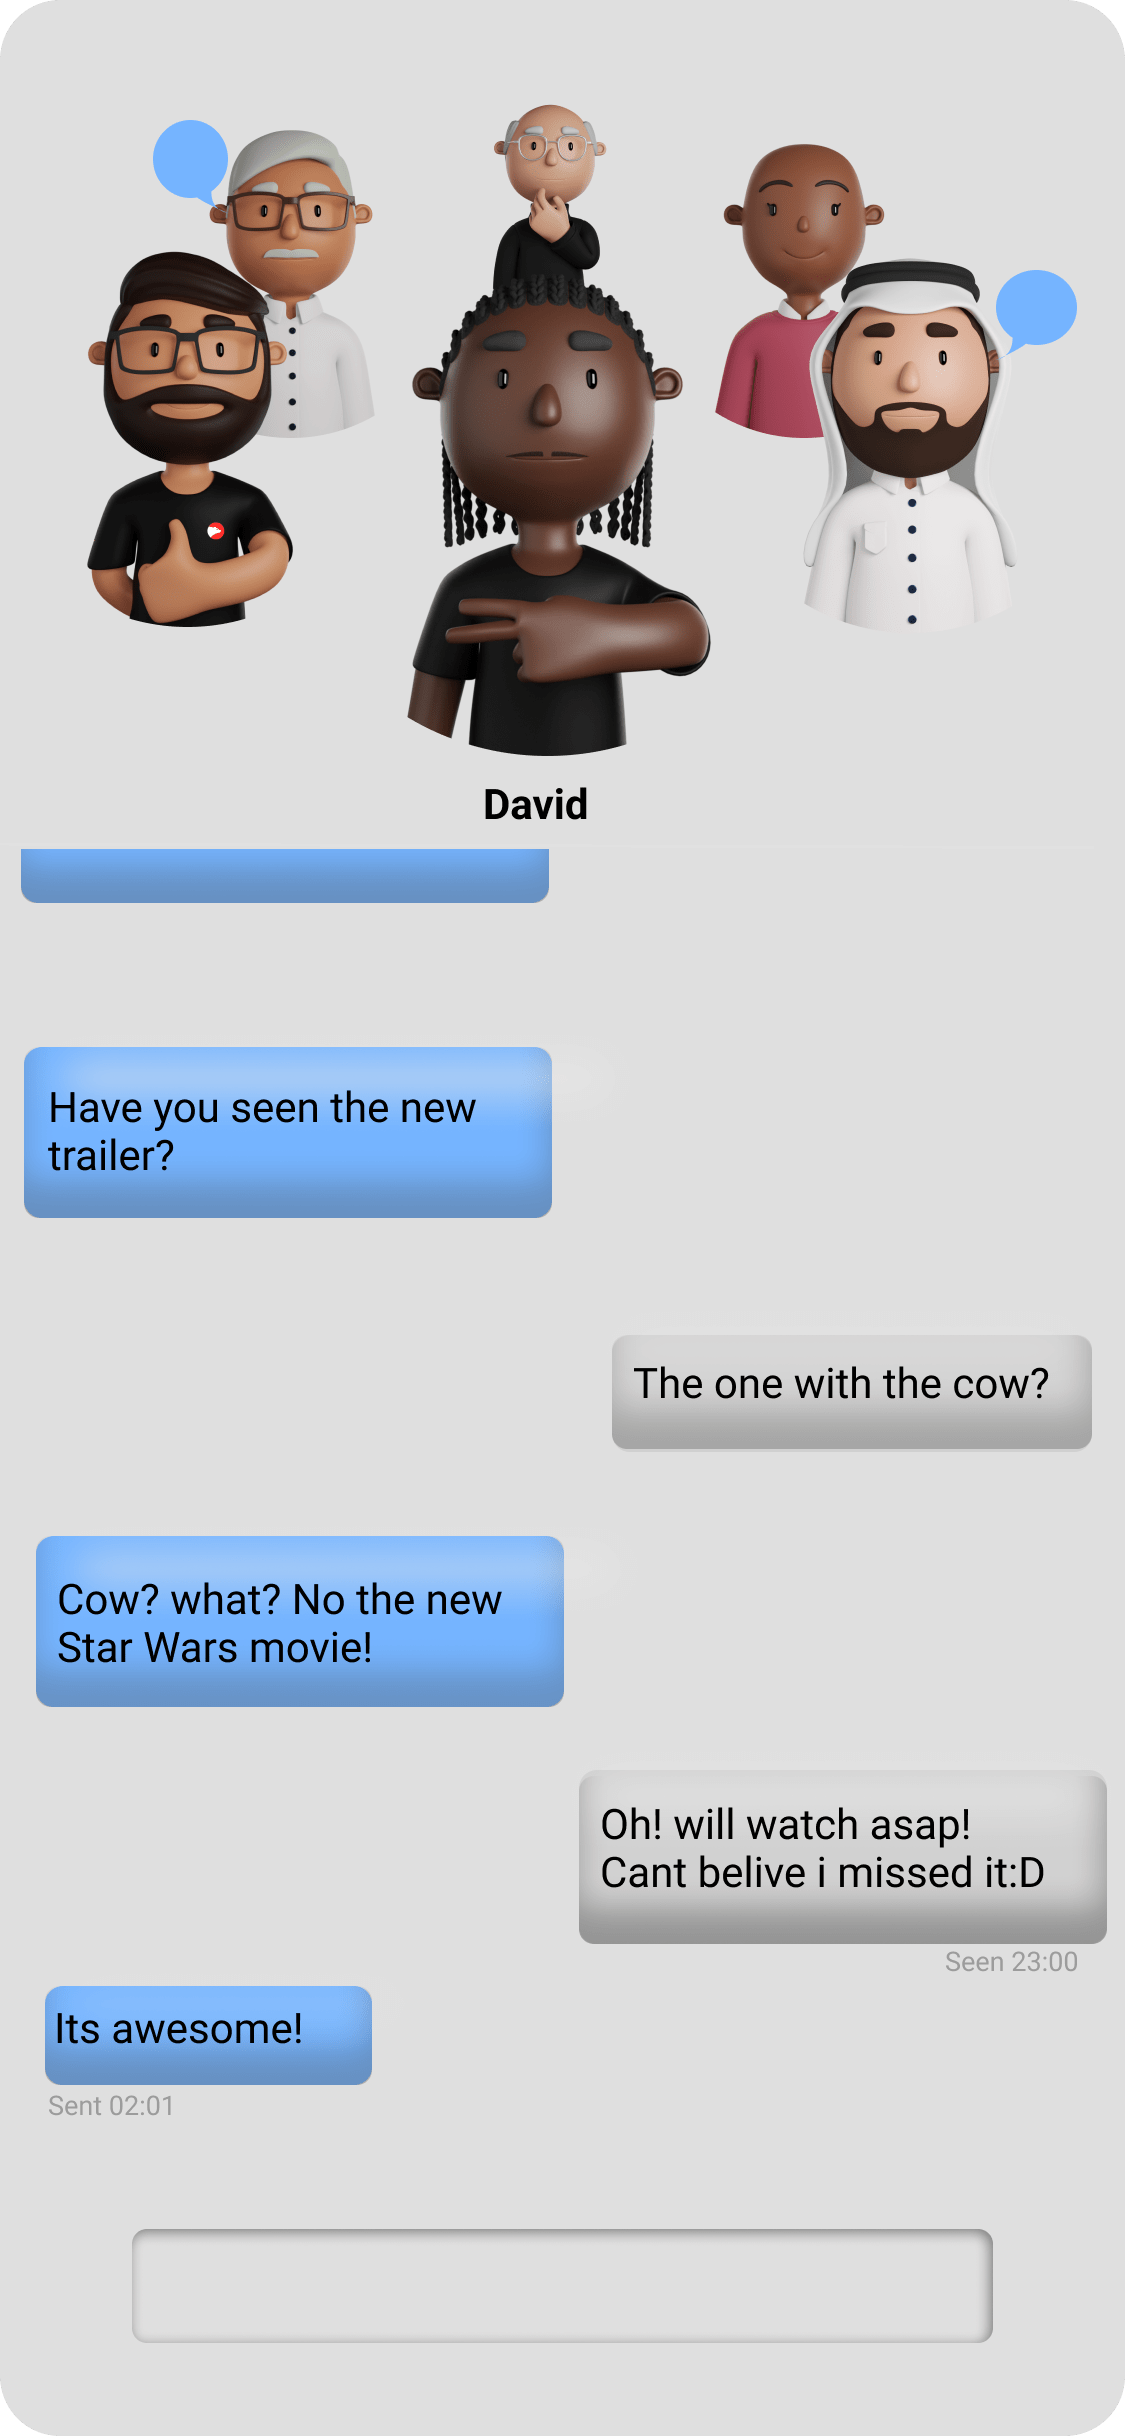 David
Have you seen the new
trailer?
The one with the cow?
Cow? what? No the new
Star Wars movie!
Oh! will watch asap!
Cant belive i missed it:D
Seen 23:00
Its awesome!
Sent 02:01